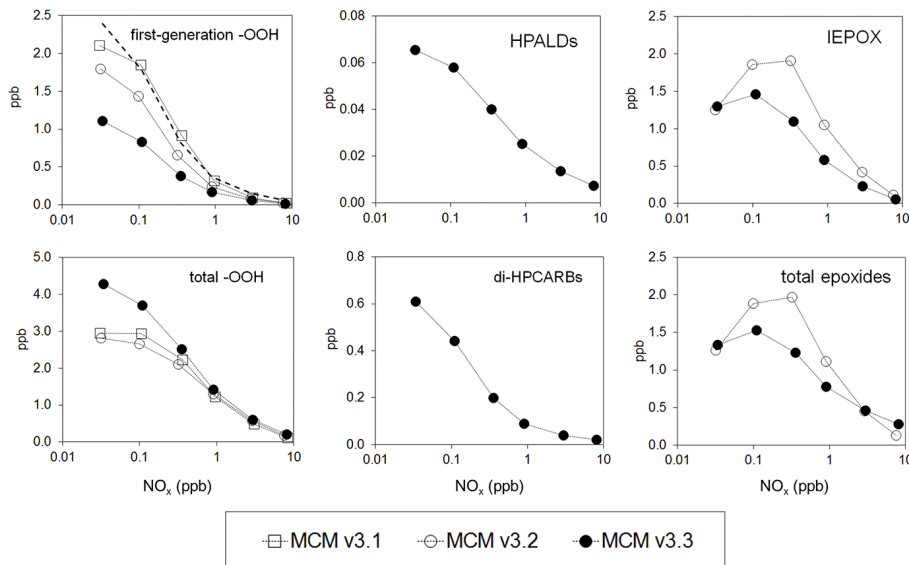 first-generation -OOH
2.5
2.0
1.5
1.0
0.5
0.0
ppb
0.01 0.1 1 10
HPALDs
0.08
0.06
0.04
0.02
0.00
ppb
0.01 0.1 1 10
IEPOX
2.5
2.0
1.5
1.0
0.5
0.0
ppb
0.01 0.1 1 10
total -OOH
5.0
4.0
3.0
2.0
1.0
0.0
ppb
0.01 0.1 1 10
NOx (ppb)
di-HPCARBs
0.8
0.6
0.4
0.2
0.0
ppb
0.01 0.1 1 10
NOx (ppb)
total epoxides
2.5
2.0
1.5
1.0
0.5
0.0
ppb
0.01 0.1 1 10
NOx (ppb)
MCM v3.1 MCM v3.2 MCM v3.3